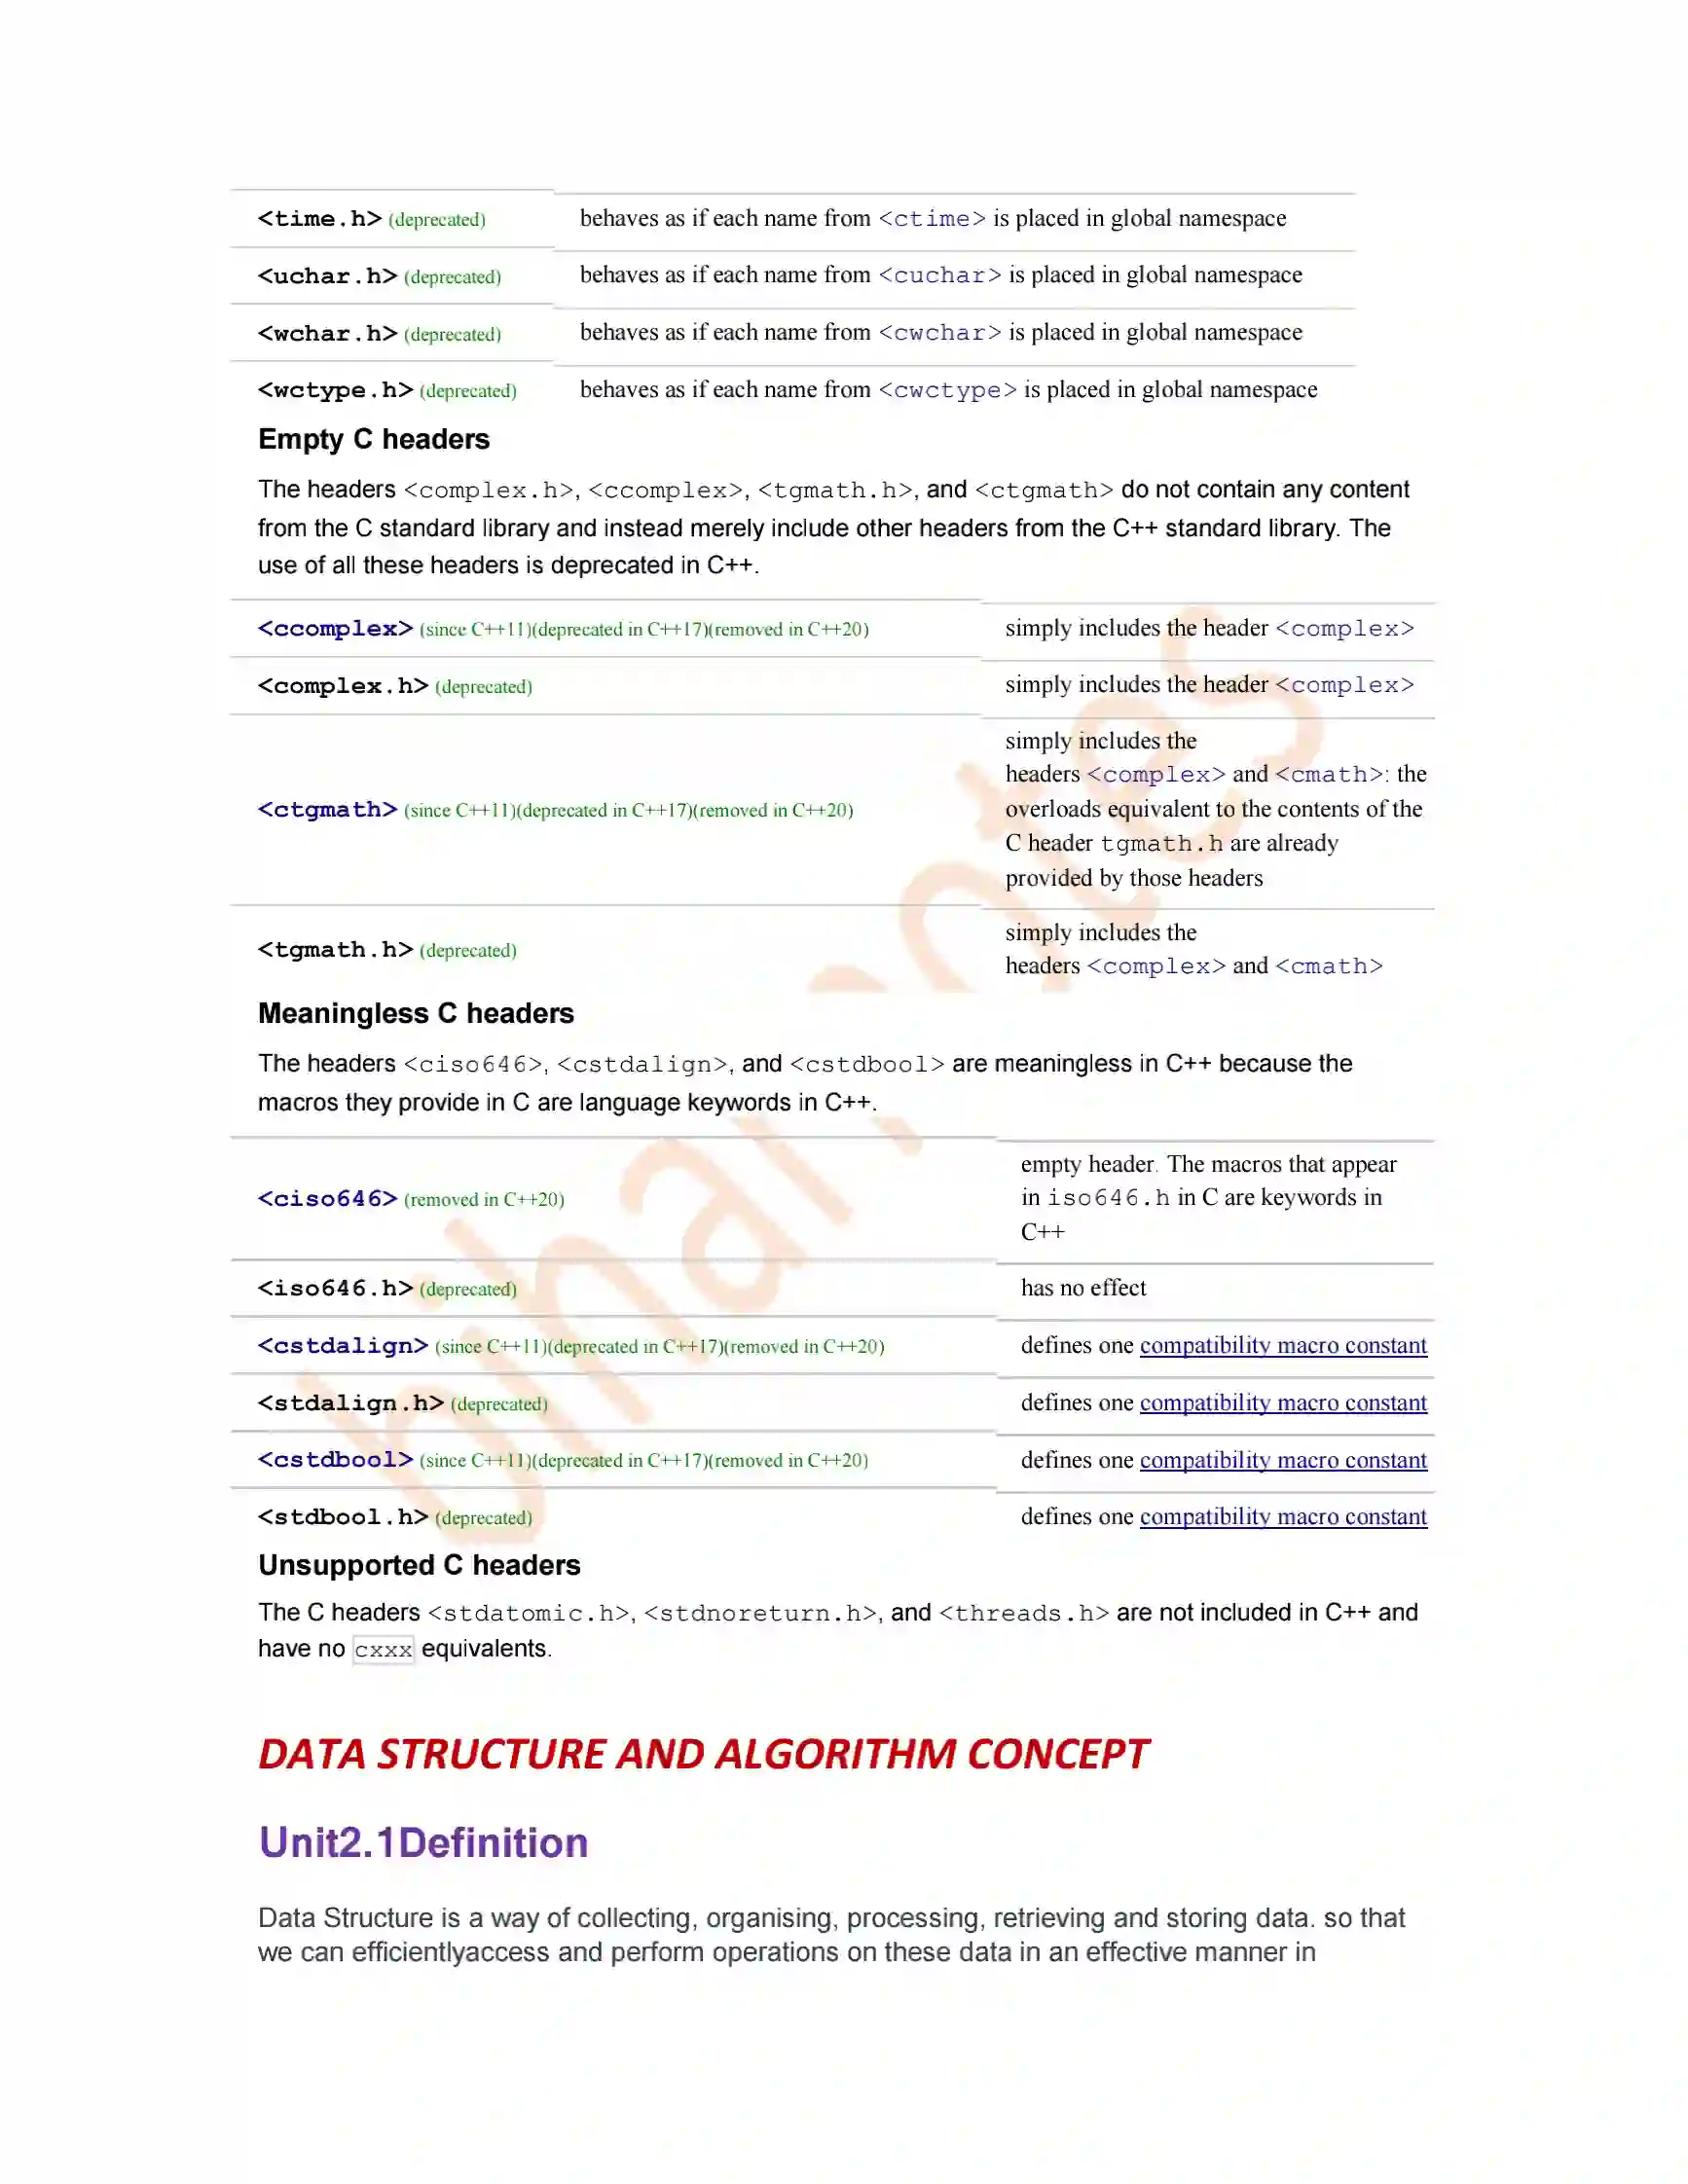 <time.h> (deprecated) behaves as if each name from <ctime> is placed in global namespace
<uchar.h> (deprecated) behaves as if each name from <cuchar> is placed in global namespace
<wchar.h> (deprecated) behaves as if each name from <cwchar> is placed in global namespace
<wctype.h> (deprecated) behaves as if each name from <cwctype> is placed in global namespace
Empty C headers
The headers <complex.h>, <ccomplex>, <tgmath.h>, and <ctgmath> do not contain any content
from the C standard library and instead merely include other headers from the C++ standard library. The
use of all these headers is deprecated in C++.
<ccomplex> (since C++11)(deprecated in C++17)(removed in C++20) simply includes the header <complex>
<complex.h> (deprecated) simply includes the header <complex>
<ctgmath> (since C++11)(deprecated in C++17)(removed in C++20)
simply includes the
headers <complex> and <cmath>: the
overloads equivalent to the contents of the
C header tgmath.h are already
provided by those headers
<tgmath.h> (deprecated)
simply includes the
headers <complex> and <cmath>
Meaningless C headers
The headers <ciso646>, <cstdalign>, and <cstdbool> are meaningless in C++ because the
macros they provide in C are language keywords in C++.
<ciso646> (removed in C++20)
empty header. The macros that appear
in iso646.h in C are keywords in
C++
<iso646.h> (deprecated) has no effect
<cstdalign> (since C++11)(deprecated in C++17)(removed in C++20) defines one compatibility macro constant
<stdalign.h> (deprecated) defines one compatibility macro constant
<cstdbool> (since C++11)(deprecated in C++17)(removed in C++20) defines one compatibility macro constant
<stdbool.h> (deprecated) defines one compatibility macro constant
Unsupported C headers
The C headers <stdatomic.h>, <stdnoreturn.h>, and <threads.h> are not included in C++ and
have no cxxx equivalents.
DATA STRUCTURE AND ALGORITHM CONCEPT
Unit2.1Definition
Data Structure is a way of collecting, organising, processing, retrieving and storing data. so that
we can efficientlyaccess and perform operations on these data in an effective manner in